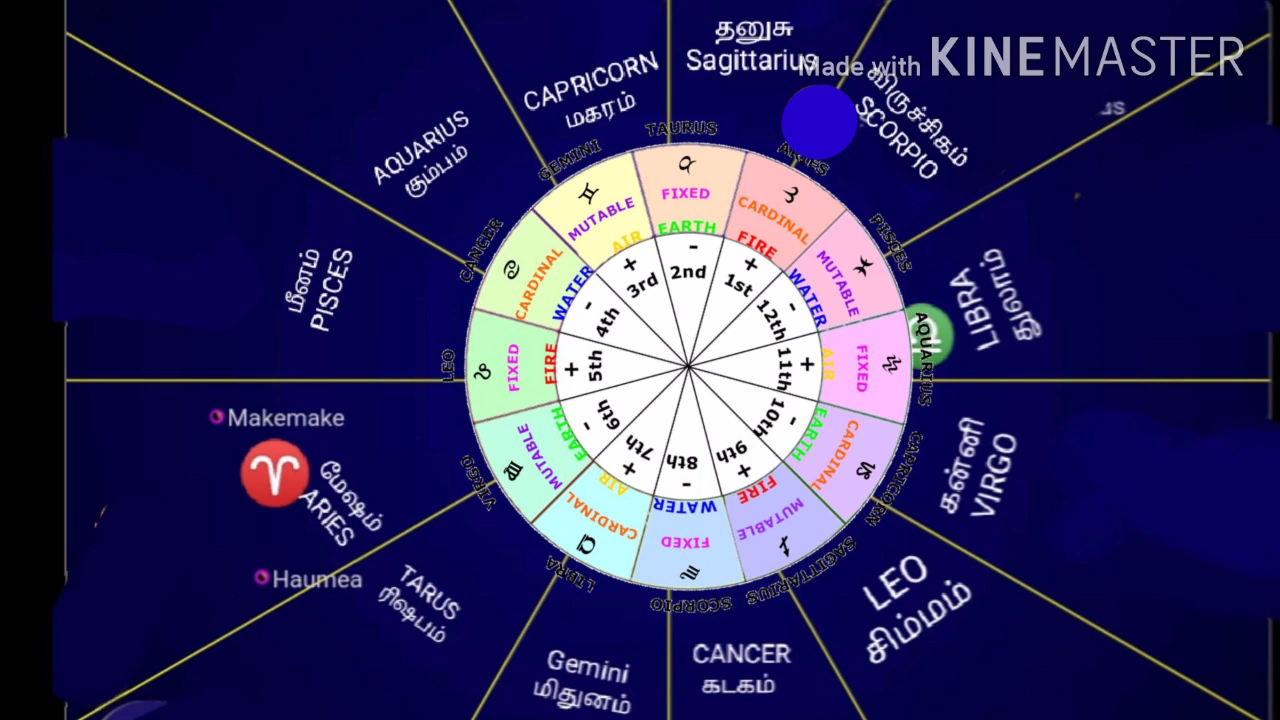 தனுசு
Sagittarius
Made with KINEMASTER
CAPRICORN
மகரம்
விருச்சிகம்
SCORPIO
AQUARIUS
கும்பம்
மீனம்
PISCES
LIBRA
துலாம்
கன்னி
VIRGO
LEO
சிம்மம்
CANCER
கடகம்
Gemini
மிதுனம்
TARUS
ரிஷபம்
மேஷம்
ARIES
Makemake
Haumea
TAURUS
FIXED
EARTH
-
2nd
ARIES
CARDINAL
FIRE
+
1st
PISCES
MUTABLE
WATER
-
12th
AQUARIUS
FIXED
AIR
+
11th
CAPRICORN
CARDINAL
EARTH
-
10th
SAGITTARIUS
MUTABLE
FIRE
+
9th
SCORPIO
FIXED
WATER
-
8th
LIBRA
CARDINAL
AIR
+
7th
VIRGO
MUTABLE
EARTH
-
6th
LEO
FIXED
FIRE
+
5th
CANCER
CARDINAL
WATER
-
4th
GEMINI
MUTABLE
AIR
+
3rd